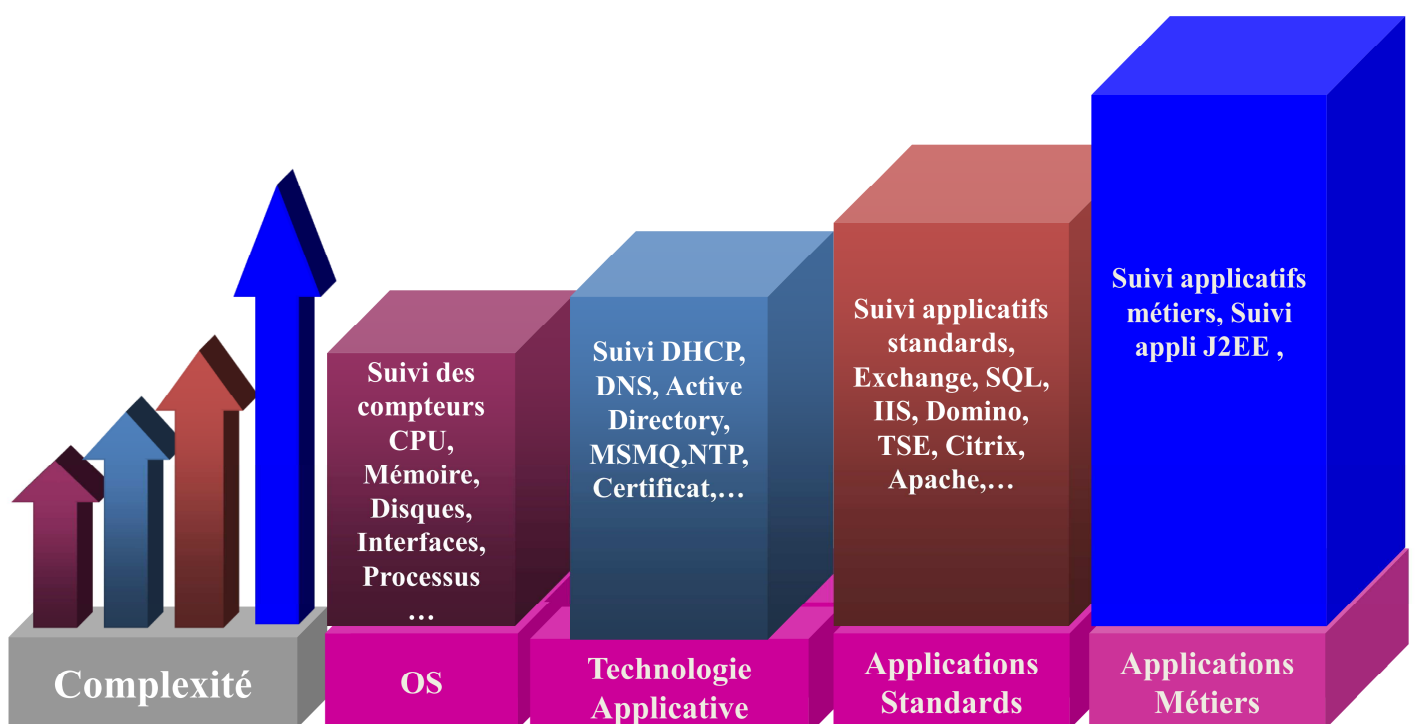 Suivi des
compteurs
CPU,
Mémoire,
Disques,
Interfaces,
Processus
…
Suivi DHCP,
DNS, Active
Directory,
MSMQ,NTP,
Certificat,…
Suivi applicatifs
standards,
Exchange, SQL,
IIS, Domino,
TSE, Citrix,
Apache,…
Suivi applicatifs
métiers, Suivi
appli J2EE ,
Complexité
OS
Technologie
Applicative
Applications
Standards
Applications
Métiers